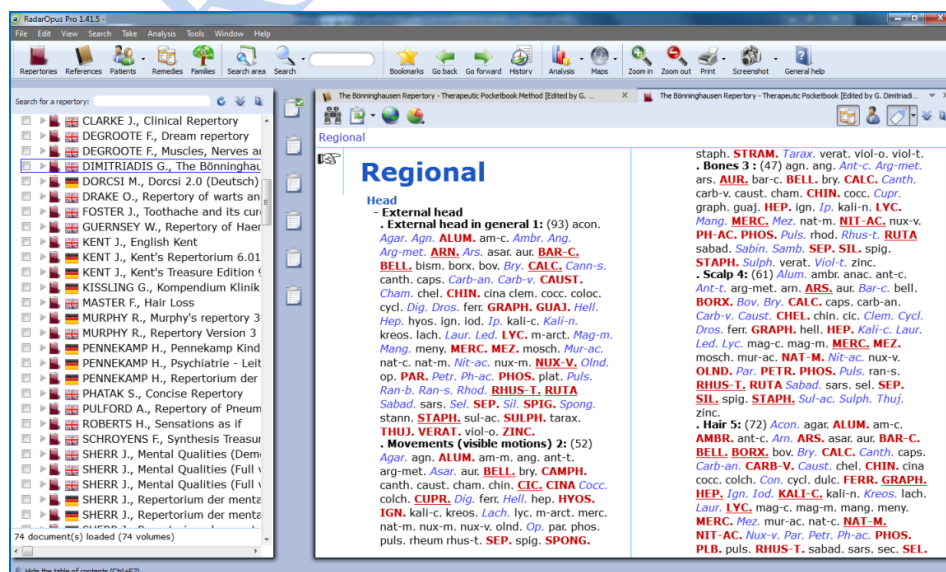 RadarOpus Pro 1.41.5 -
File Edit View Search Take Analysis Tools Window Help
Repertories References Patients Remedies Families Search area Search Bookmarks Go back Go forward History Analysis Maps Zoom in Zoom out Print Screenshot General help
Search for a repertory:
CLARKE J., Clinical Repertory
DEGROOTE F., Dream repertory
DEGROOTE F., Muscles, Nerves a
DIMITRIADIS G., The Bönninghau
DORCSI M., Dorcsi 2.0 (Deutsch)
DRAKE O., Repertory of warts an
FOSTER J., Toothache and its cur
GUERNSEY W., Repertory of Haer
KENT J., English Kent
KENT J., Kent's Repertorium 6.01
KENT J., Kent's Treasure Edition
KISSLING G., Kompendium Klinik
MASTER F., Hair Loss
MURPHY R., Murphy's repertory 3
MURPHY R., Repertory Version 3
PENNEKAMP H., Pennekamp Kind
PENNEKAMP H., Psychiatrie - Leit
PENNEKAMP H., Repertorium der
PHATAK S., Concise Repertory
PULFORD A., Repertory of Pneum
ROBERTS H., Sensations as if
SCHROYENS F., Synthesis Treasur
SHERR J., Mental Qualities (Dem
SHERR J., Mental Qualities (Full v
SHERR J., Repertorium der menta
SHERR J., Mental Qualities (Full v
SHERR J., Repertorium der menta
74 document(s) loaded (74 volumes)
Hide the table of contents (Ctrl+F2)
The Bönninghausen Repertory - Therapeutic Pocketbook Method [Edited by G. ...
The Bönninghausen Repertory - Therapeutic Pocketbook [Edited by G. Dimitriadi...
Regional
Regional
Head
- External head
. External head in general 1: (93) acon.
Agar. Agn. ALUM. am-c. Ambr. Ang.
Arg-met. ARN. Ars. asar. aur. BAR-C.
BELL. bism. borx. bov. Bry. CALC. Cann-s.
canth. caps. Carb-an. Carb-v. CAUST.
Cham. chel. CHIN. cina clem. cocc. coloc.
cycl. Dig. Dros. ferr. GRAPH. GUAJ. Hell.
Hep. hyos. ign. iod. Ip. kali-c. Kali-n.
kreos. lach. Laur. Led. LYC. m-arct. Mag-m.
Mang. meny. MERC. MEZ. mosch. Mur-ac.
nat-c. nat-m. Nit-ac. nux-m. NUX-V. Olnd.
op. PAR. Petr. Ph-ac. PHOS. plat. Puls.
Ran-b. Ran-s. Rhod. RHUS-T. RUTA
Sabad. sars. Sel. SEP. Sil. SPIG. Spong.
stann. STAPH. sul-ac. SULPH. tarax.
THUJ. VERAT. viol-o. ZINC.
. Movements (visible motions) 2: (52)
Agar. agn. ALUM. am-m. ang. ant-t.
arg-met. Asar. aur. BELL. bry. CAMPH.
canth. caust. cham. chin. CIC. CINA Cocc.
colch. CUPR. Dig. Ferr. Hell. hep. HYOS.
IGN. kali-c. kreos. Lach. lyc. m-arct. merc.
nat-m. nux-m. nux-v. olnd. Op. par. phos.
puls. rheum rhus-t. SEP. spig. SPONG.
staph. STRAM. Tarax. verat. viol-o. viol-t.
. Bones 3 : (47) agn. ang. Ant-c. Arg-met.
ars. AUR. bar-c. BELL. bry. CALC. Canth.
carb-v. caust. cham. CHIN. cocc. Cupr.
graph. guaj. HEP. ign. Ip. kali-n. LYC.
Mang. MERC. Mez. nat-m. NIT-AC. nux-v.
PH-AC. PHOS. Puls. rhod. Rhus-t. RUTA
sabad. Sabin. Samb. SEP. SIL. spig.
STAPH. Sulph. verat. Viol-t. zinc.
. Scalp 4: (61) Alum. ambr. anac. ant-c.
Ant-t. arg-met. arn. ARS. aur. Bar-c. bell.
BORX. Bov. Bry. CALC. caps. carb-an.
Carb-v. Caust. CHEL. chin. cic. Clem. Cycl.
Dros. ferr. GRAPH. hell. HEP. Kali-c. Laur.
Led. Lyc. mag-c. mag-m. MERC. MEZ.
mosch. mur-ac. NAT-M. Nit-ac. nux-v.
OLND. Par. PETR. PHOS. Puls. ran-s.
RHUS-T. RUTA Sabad. sars. sel. SEP.
SIL. spig. STAPH. Sul-ac. Sulph. Thuj.
zinc.
. Hair 5: (72) Acon. agar. ALUM. am-c.
AMBR. ant-c. Arn. ARS. asar. aur. BAR-C.
BELL. BORX. bov. Bry. CALC. Canth. caps.
Carb-an. CARB-V. Caust. chel. CHIN. cina
cocc. colch. Con. cycl. dulc. FERR. GRAPH.
HEP. Ign. Iod. KALI-C. kali-n. Kreos. lach.
Laur. LYC. mag-c. mag-m. mang. meny.
MERC. Mez. mur-ac. nat-c. NAT-M.
NIT-AC. Nux-v. Par. Petr. Ph-ac. PHOS.
PLB. puls. RHUS-T. sabad. sars. sec. SEL.